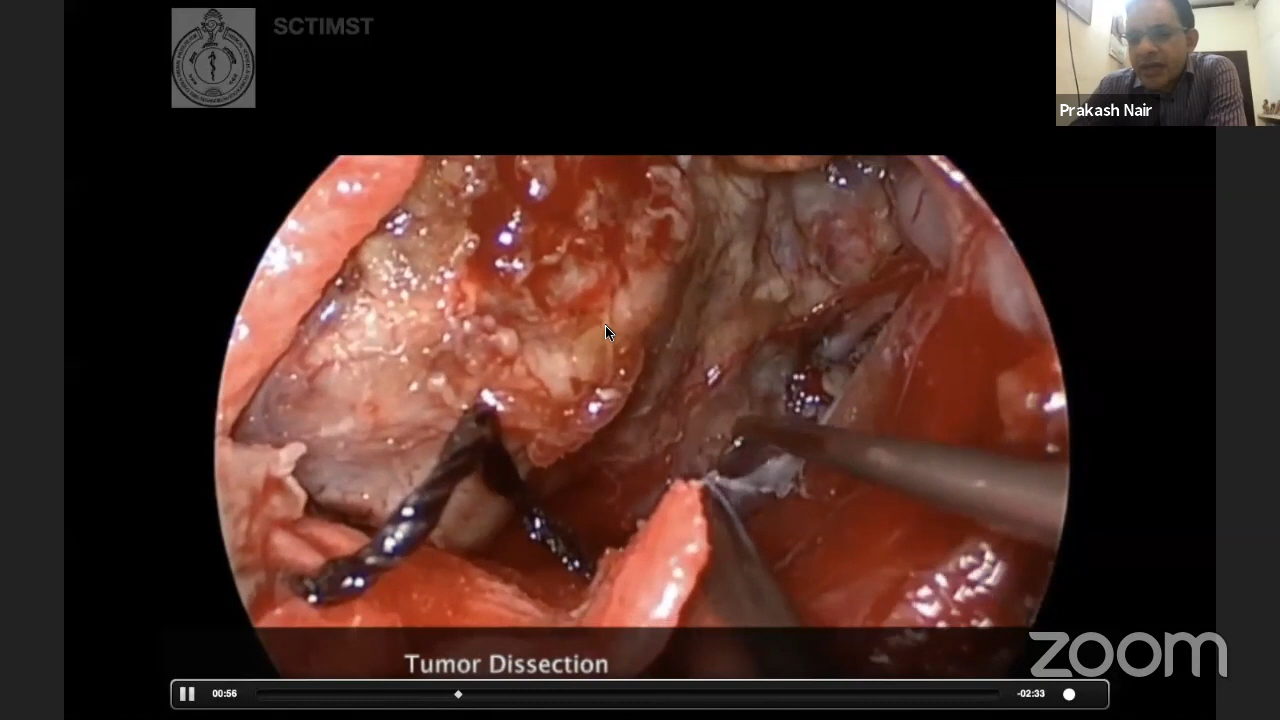 SCTIMST
Prakash Nair
Tumor Dissection
zoom
00:56
-02:33